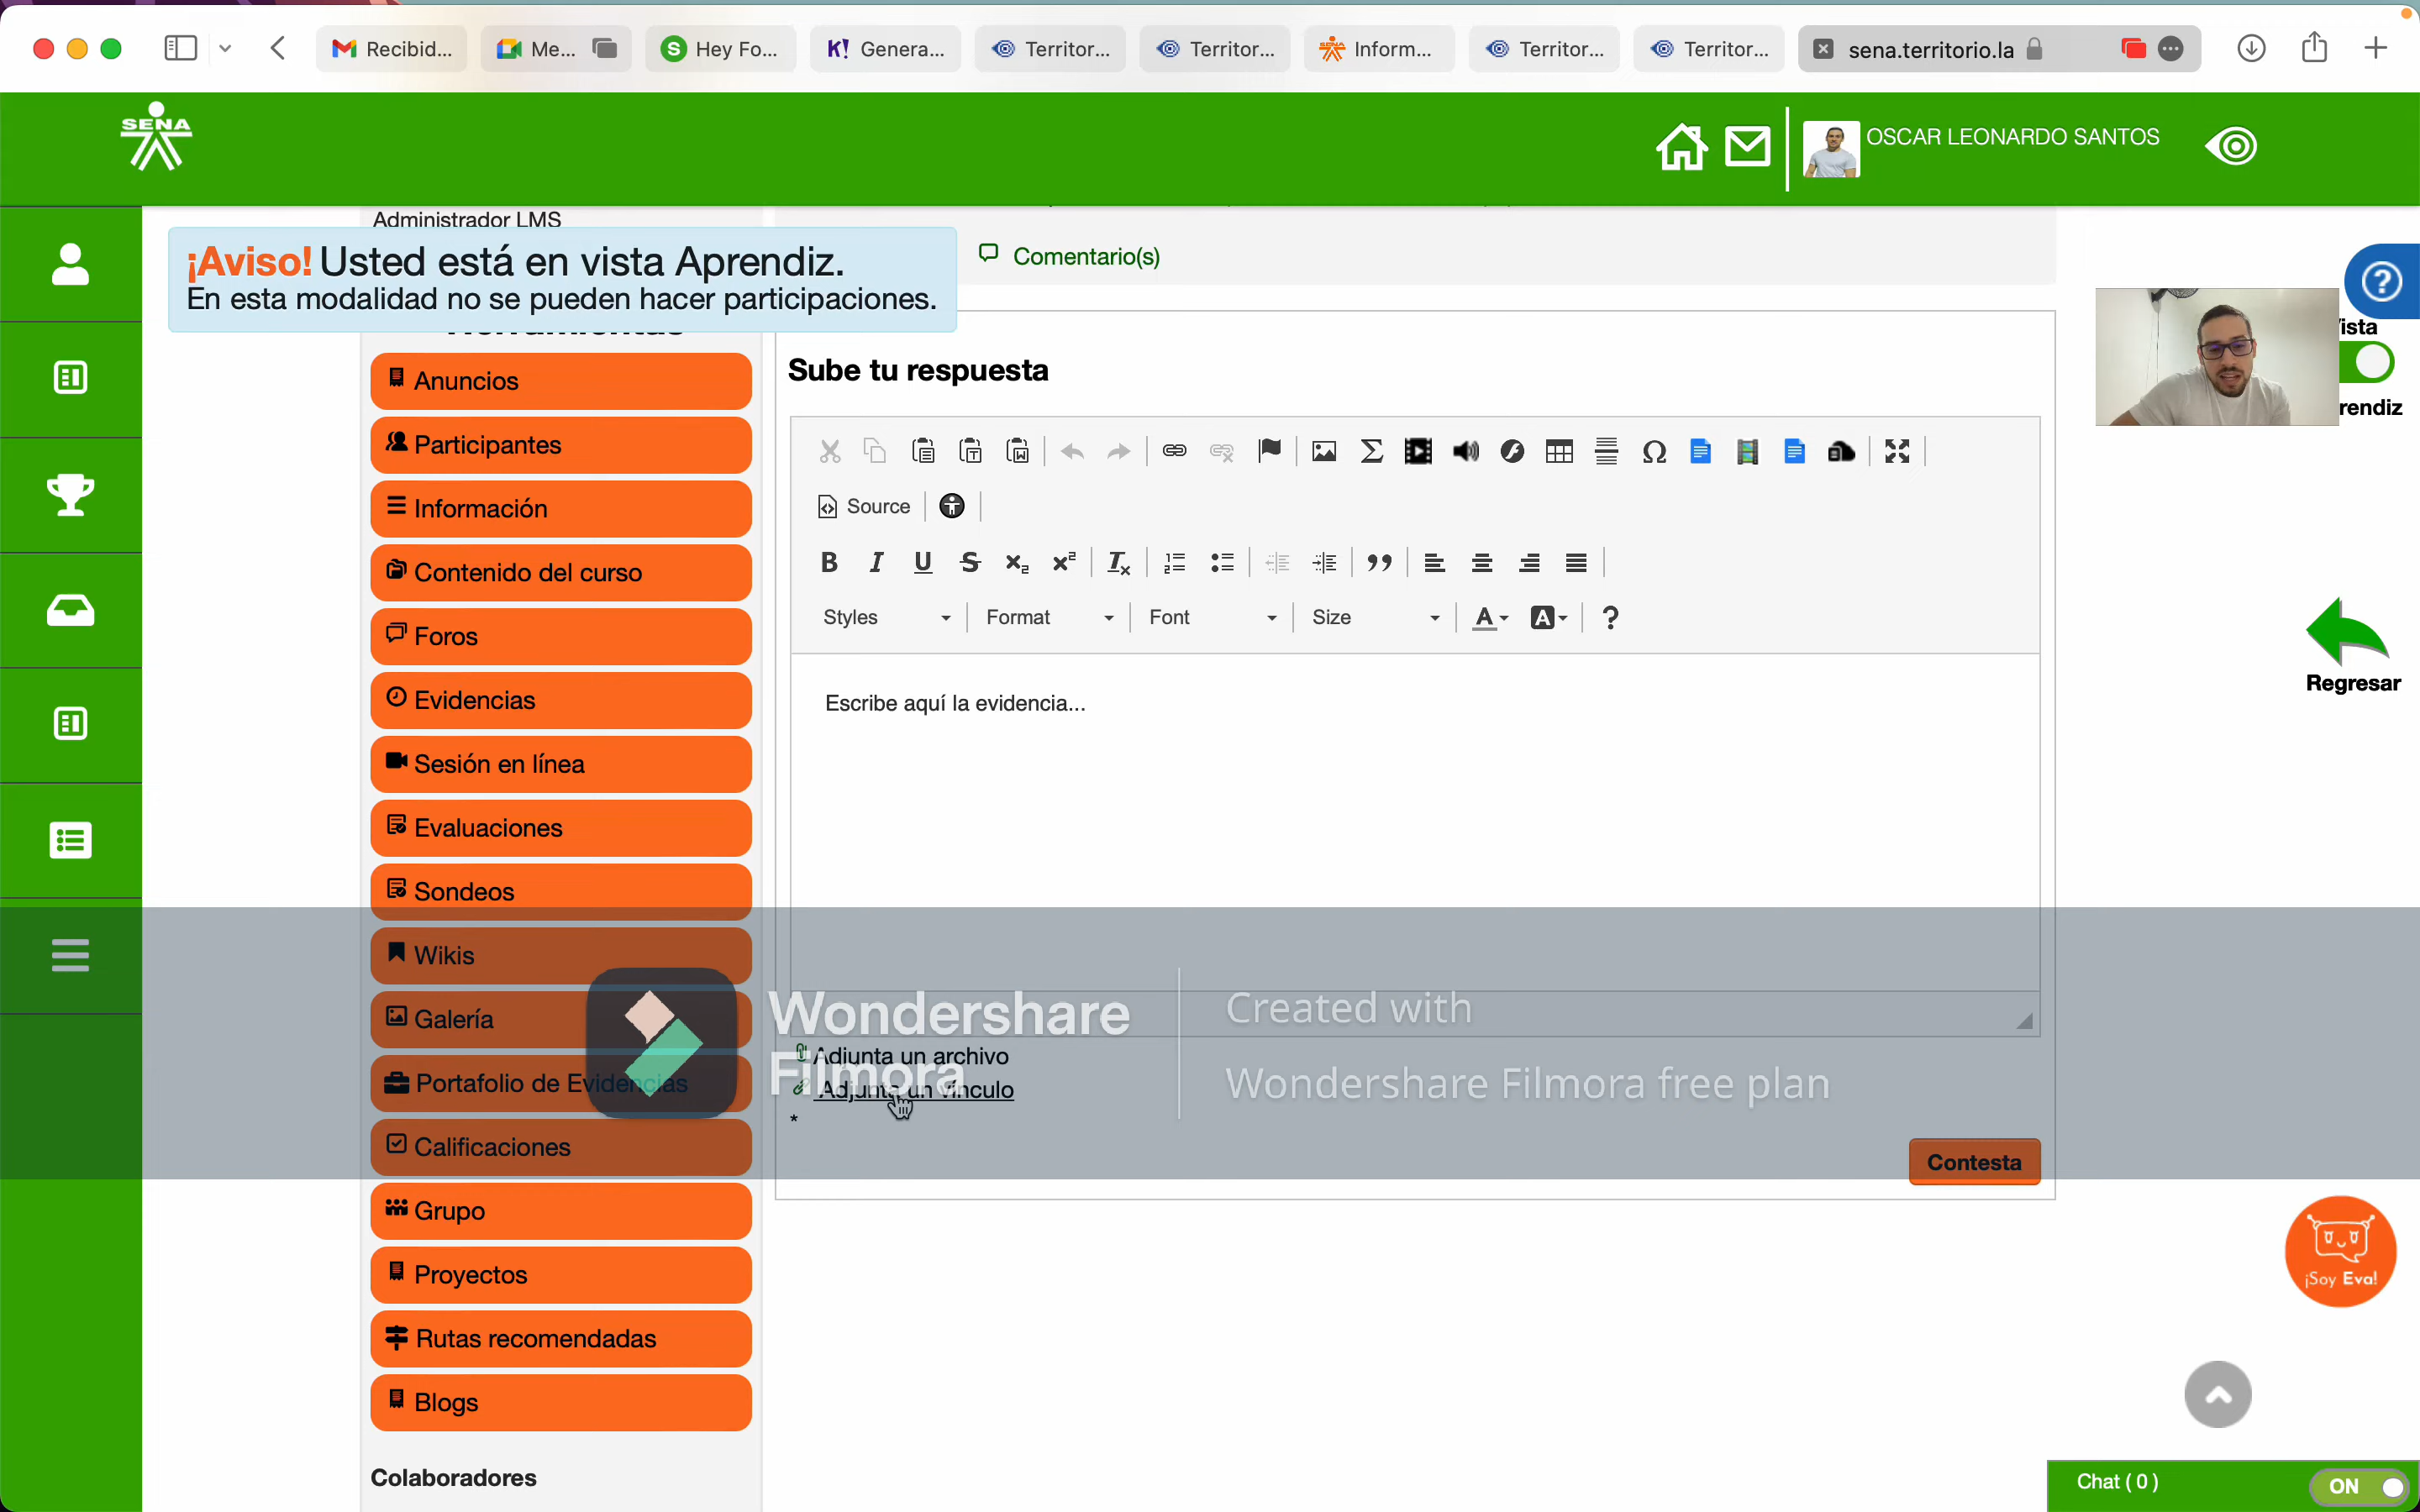 Recibid...
Me...
Hey Fo...
K! Genera...
Territor...
Territor...
Inform...
Territor...
Territor...
sena.territorio.la
SENA
OSCAR LEONARDO SANTOS
Administrador LMS
¡Aviso! Usted está en vista Aprendiz.
En esta modalidad no se pueden hacer participaciones.
Comentario(s)
Anuncios
Participantes
Información
Contenido del curso
Foros
Evidencias
Sesión en línea
Evaluaciones
Sondeos
Wikis
Galería
Portafolio de Evidencias
Calificaciones
Grupo
Proyectos
Rutas recomendadas
Blogs
Colaboradores
Sube tu respuesta
Source
Styles
Format
Font
Size
Escribe aquí la evidencia...
Adjunta un archivo
Adjunta un vínculo
*
Contesta
Wondershare
Filmora
Created with
Wondershare Filmora free plan
Regresar
¡Soy Eva!
Chat ( 0 )
ON